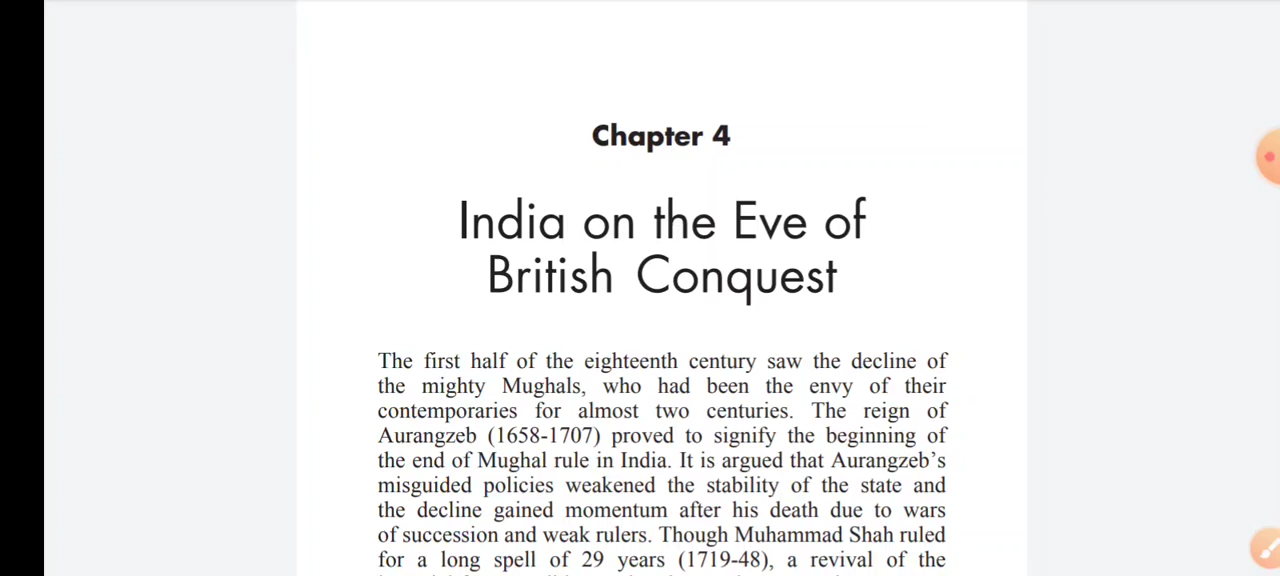 Chapter 4
India on the Eve of
British Conquest
The first half of the eighteenth century saw the decline of
the mighty Mughals, who had been the envy of their
contemporaries for almost two centuries. The reign of
Aurangzeb (1658-1707) proved to signify the beginning of
the end of Mughal rule in India. It is argued that Aurangzeb's
misguided policies weakened the stability of the state and
the decline gained momentum after his death due to wars
of succession and weak rulers. Though Muhammad Shah ruled
for a long spell of 29 years (1719-48), a revival of the